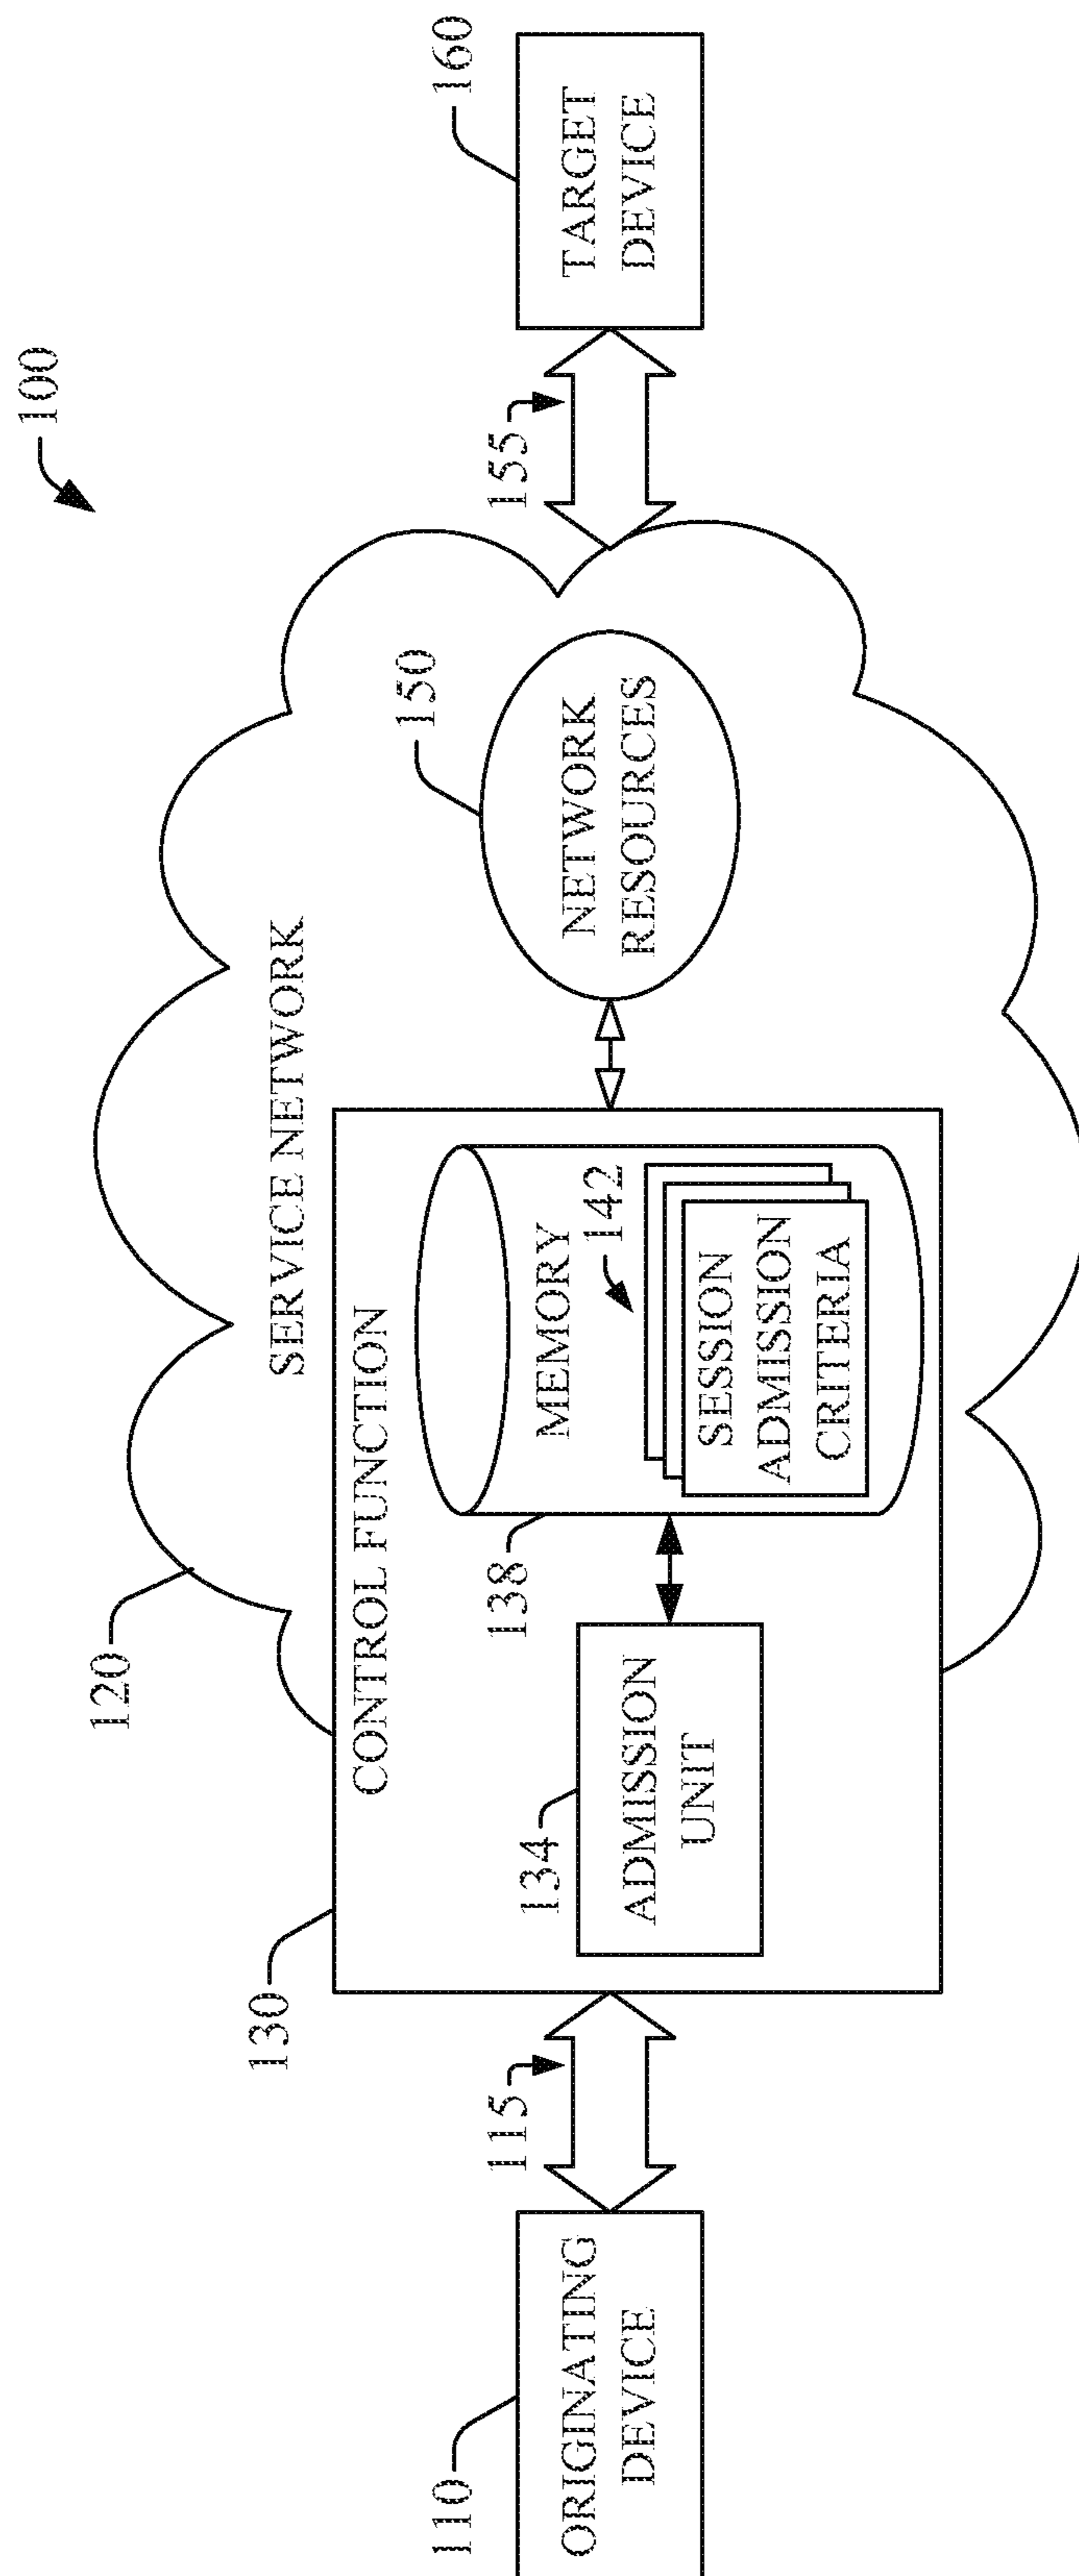 100
120
SERVICE NETWORK
130
CONTROL FUNCTION
110
ORIGINATING
DEVICE
115
134
ADMISSION
UNIT
138
MEMORY
142
SESSION
ADMISSION
CRITERIA
150
NETWORK
RESOURCES
155
160
TARGET
DEVICE